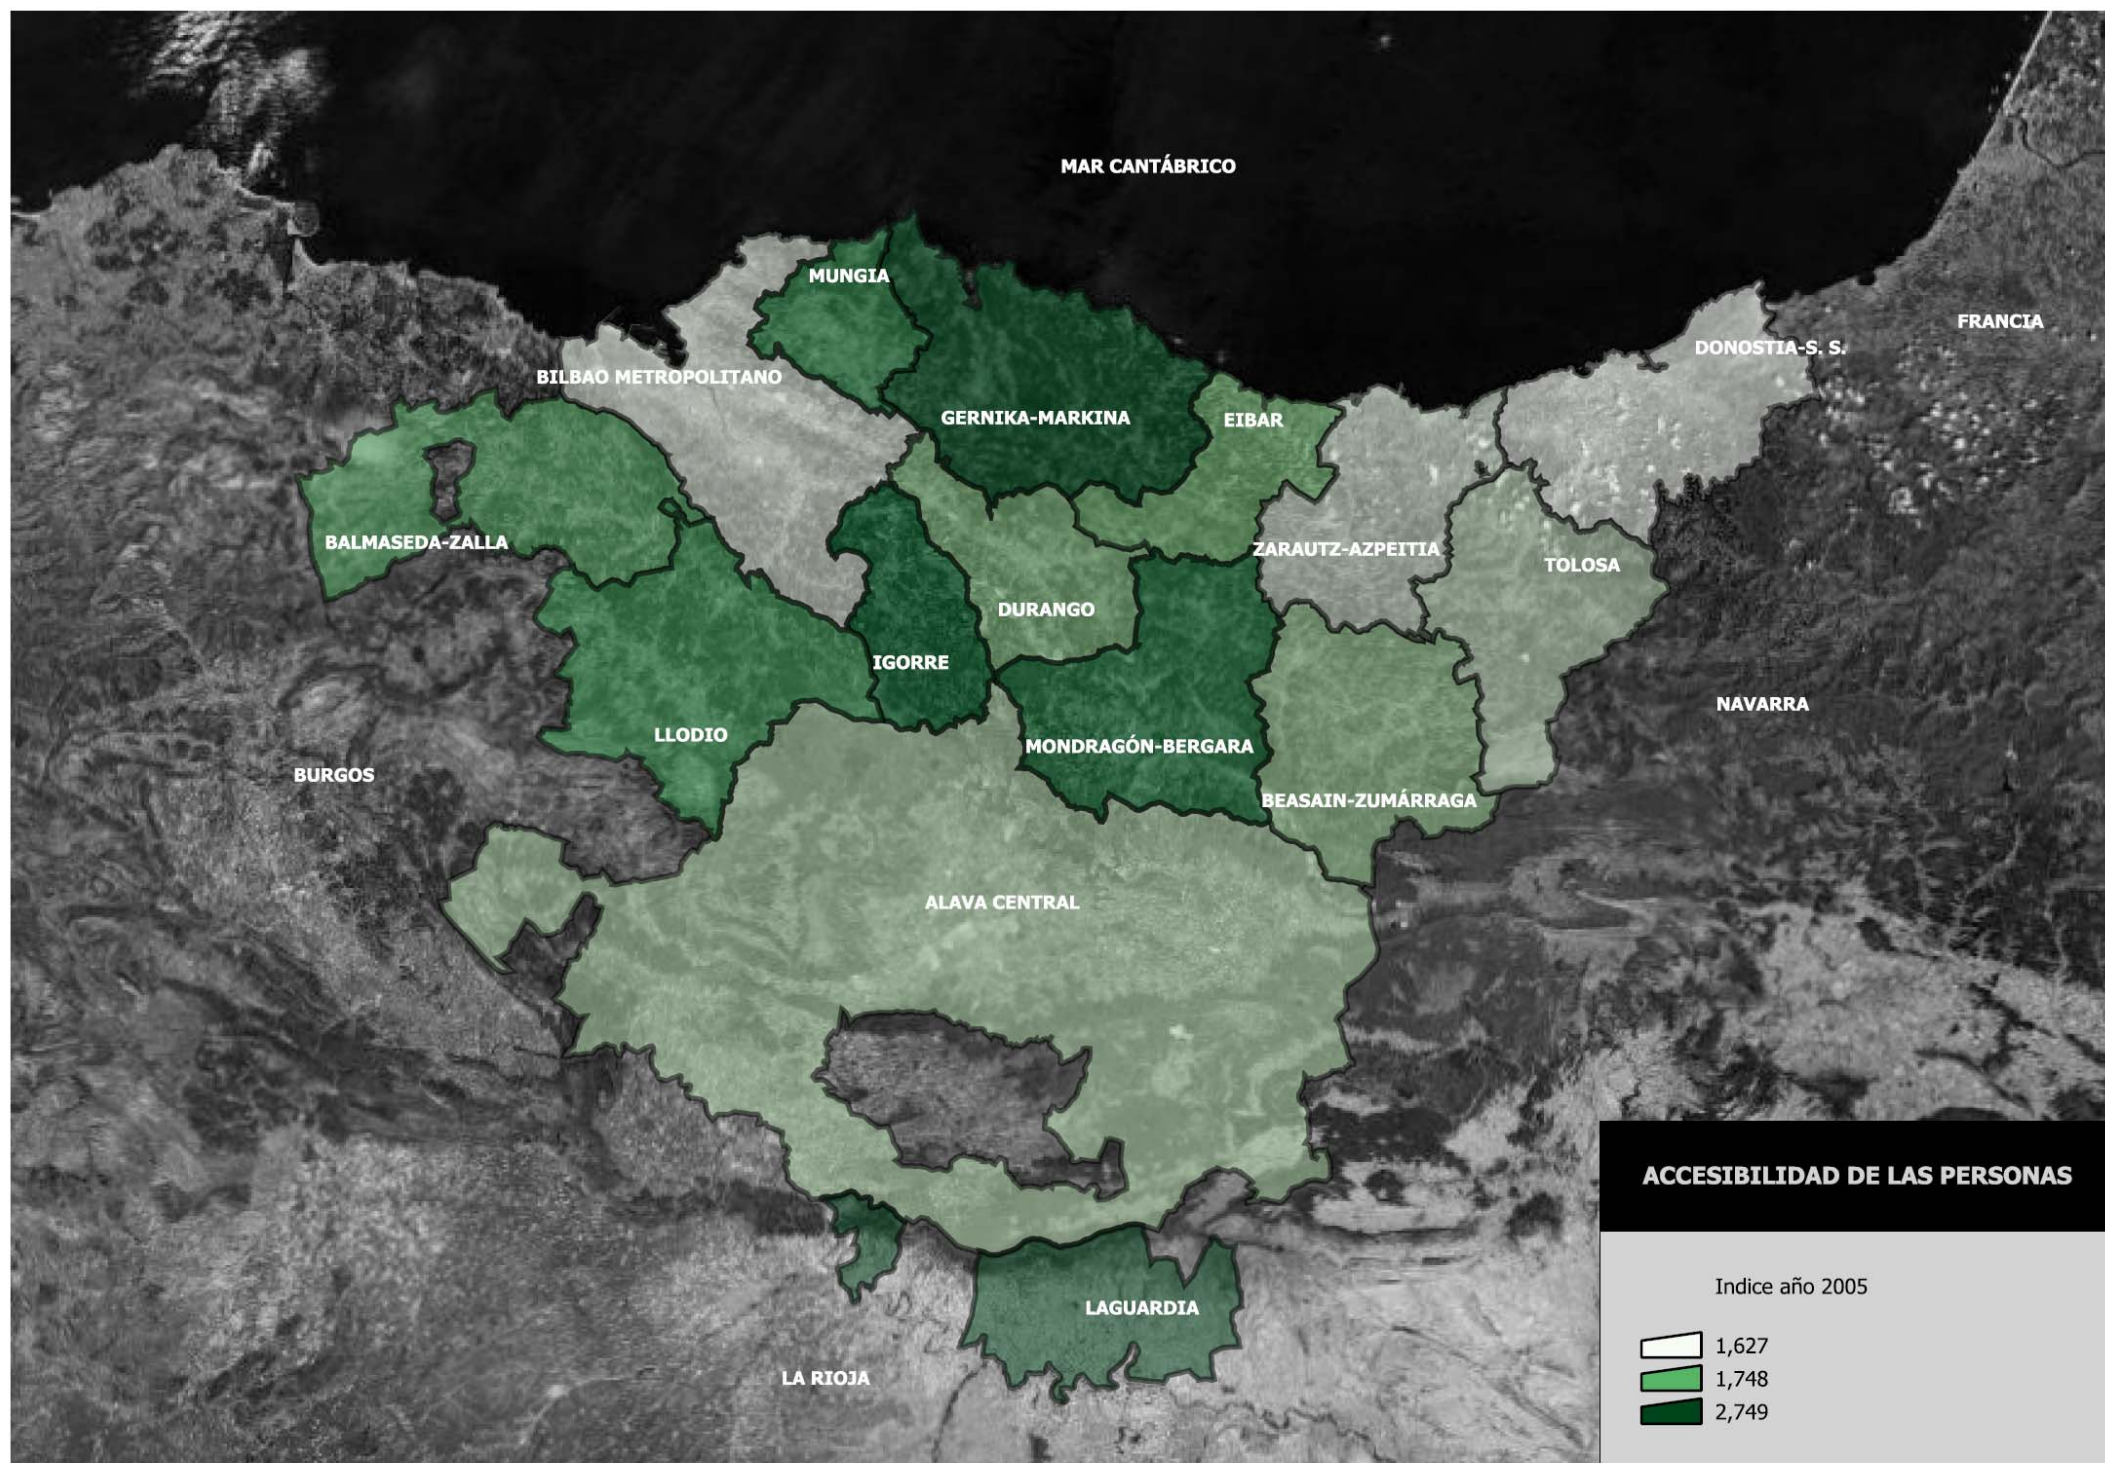 MAR CANTÁBRICO
MUNGIA
FRANCIA
DONOSTIA-S. S.
BILBAO METROPOLITANO
GERNIKA-MARKINA
EIBAR
BALMASEDA-ZALLA
ZARAUTZ-AZPEITIA
TOLOSA
DURANGO
IGORRE
NAVARRA
LLODIO
MONDRAGÓN-BERGARA
BURGOS
BEASAIN-ZUMÁRRAGA
ALAVA CENTRAL
LAGUARDIA
LA RIOJA
ACCESIBILIDAD DE LAS PERSONAS
Indice año 2005
1,627
1,748
2,749